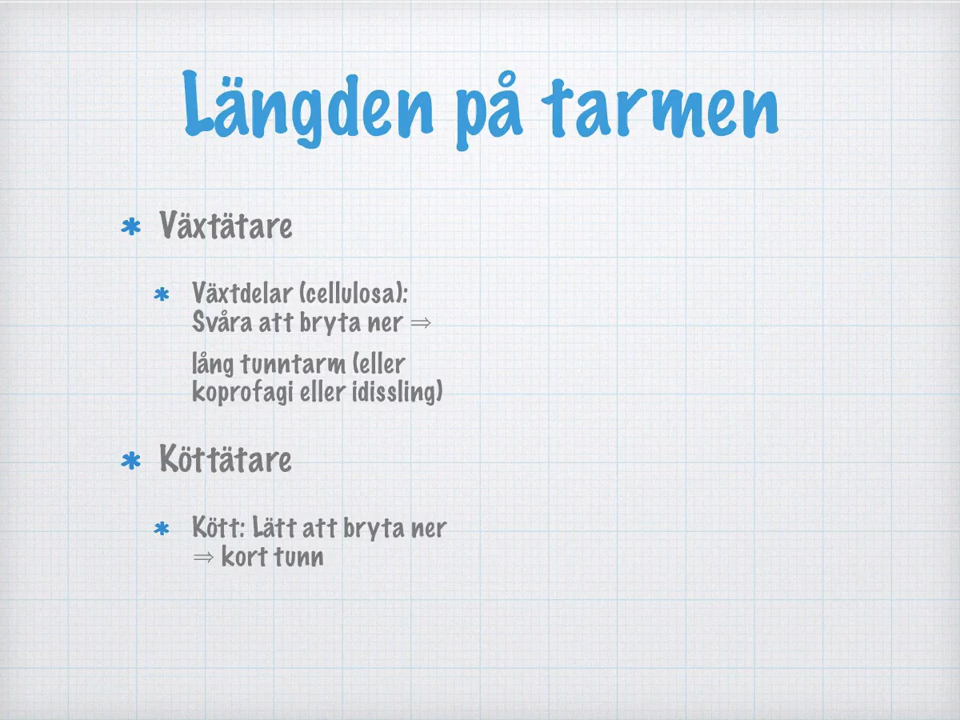 Längden på tarmen
* Växtätare
* Växtdelar (cellulosa):
Svåra att bryta ner ⇒
lång tunntarm (eller
koprofagi eller idissling)
* Köttätare
* Kött: Lätt att bryta ner
⇒ kort tunn